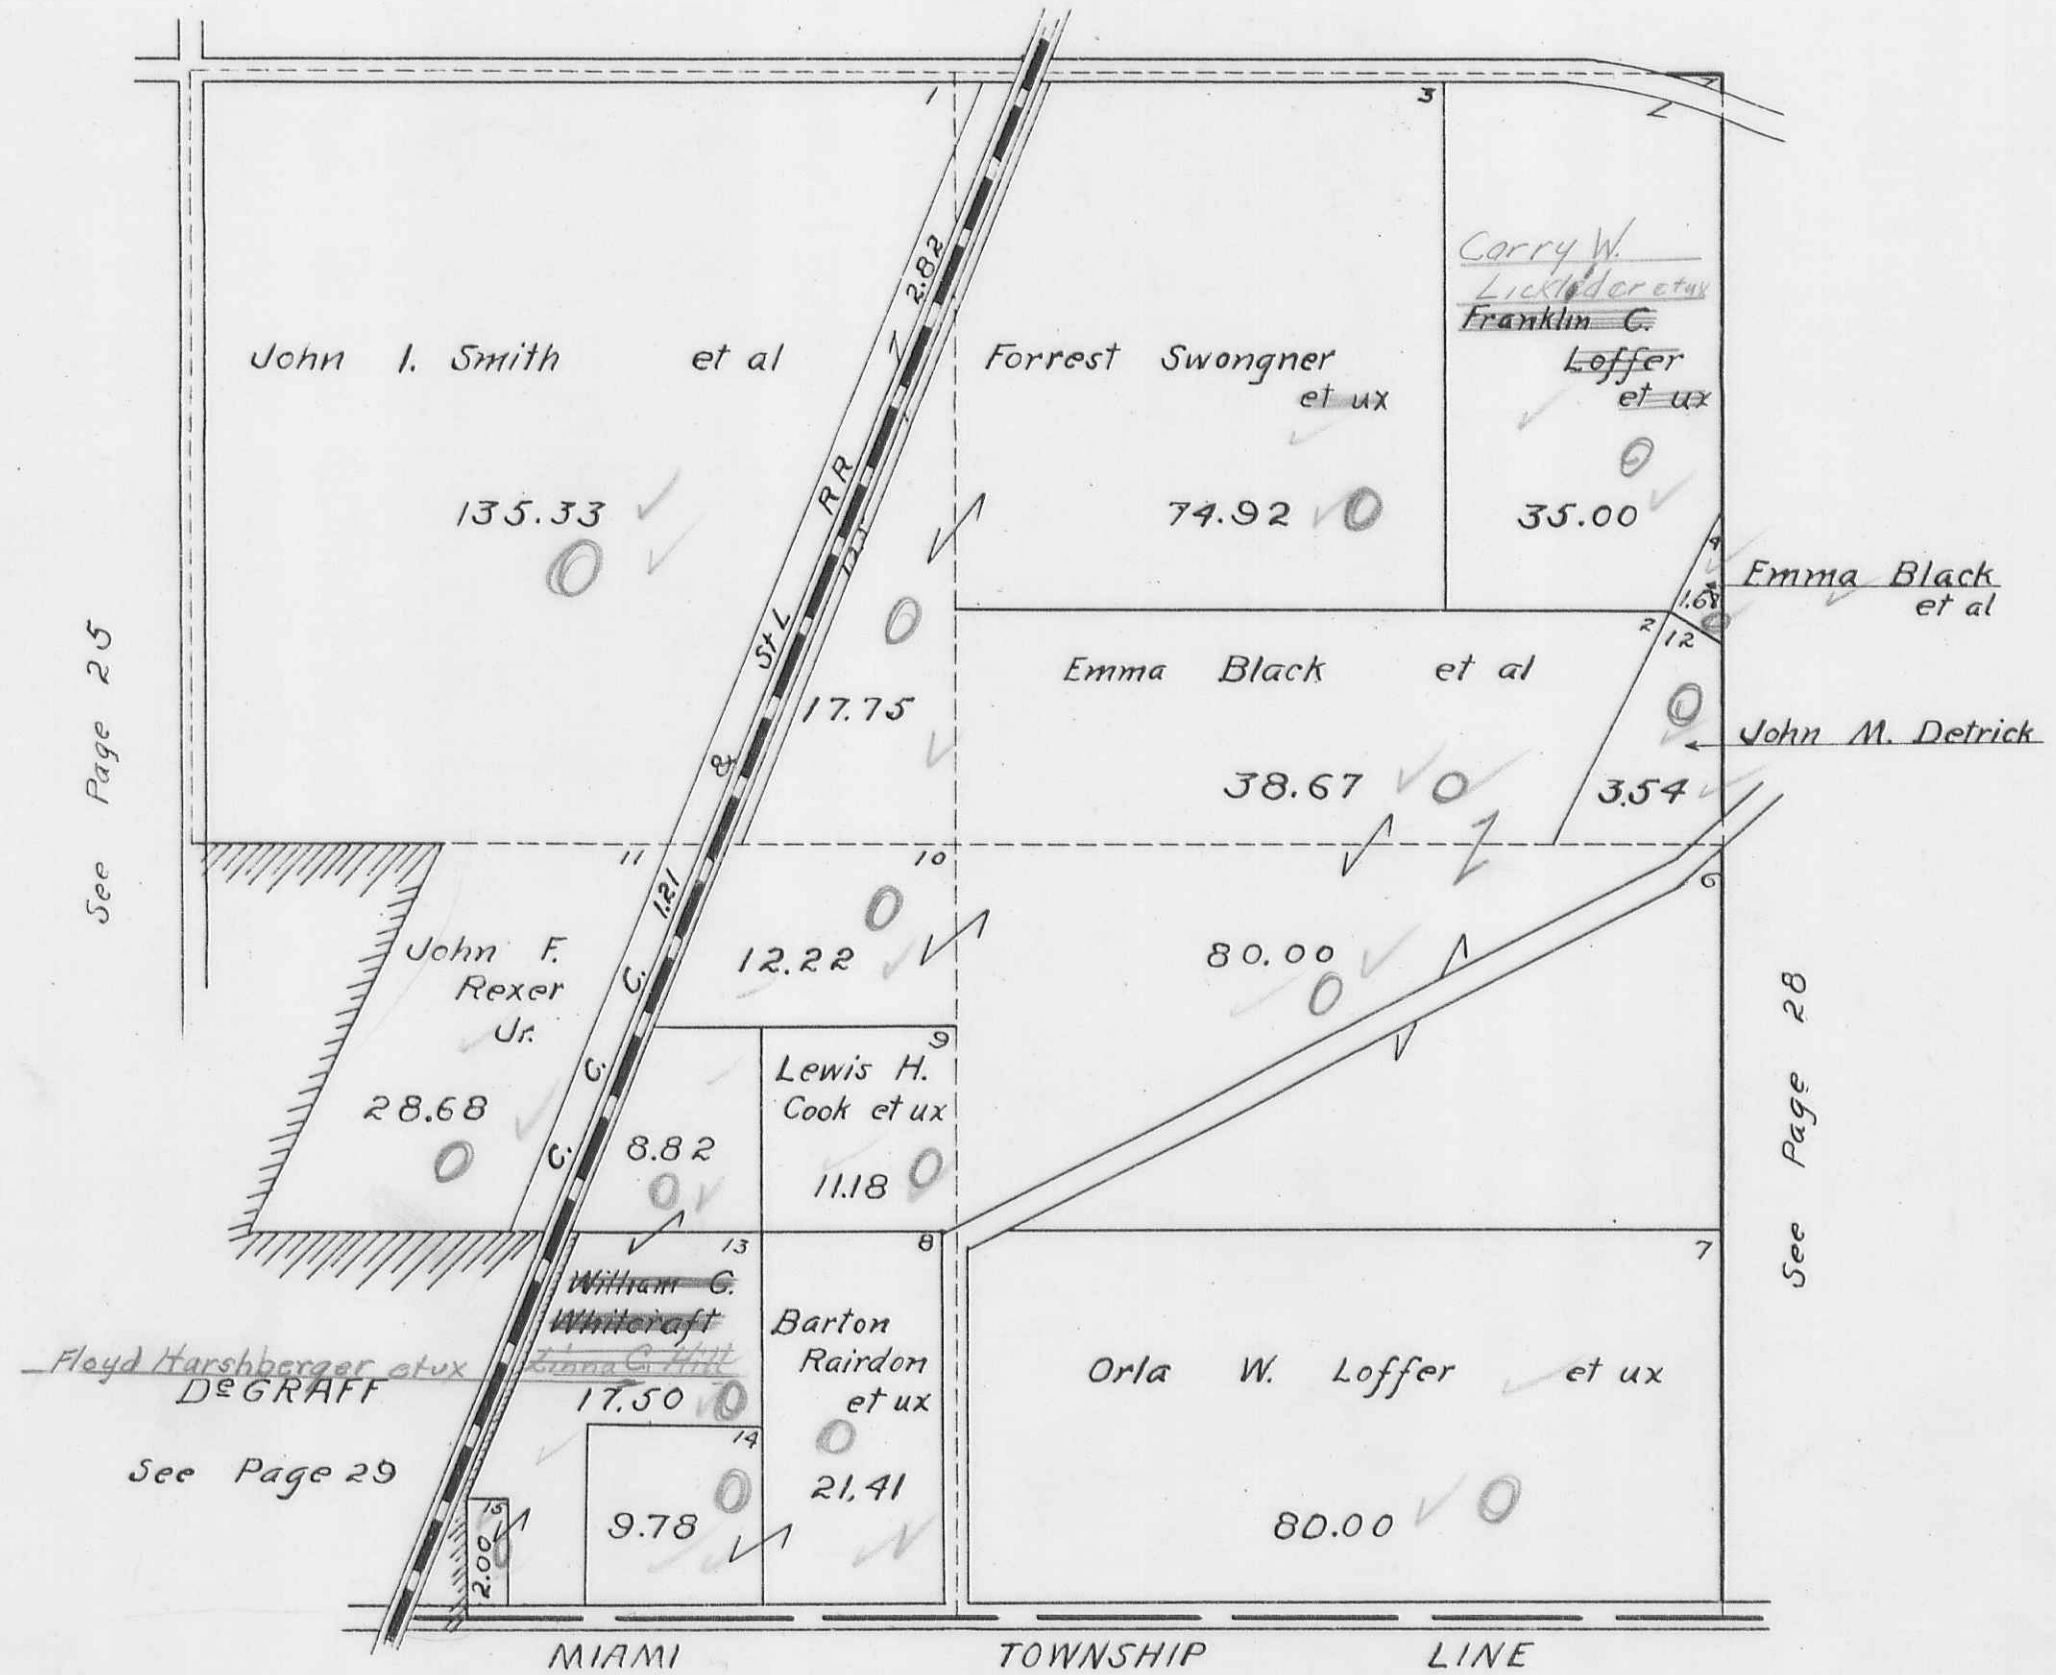 1
3
2.82
John I. Smith et al
Forrest Swongner
et ux
Carry W.
Licklider et ux
Franklin C.
Loffer
et ux
135.33
74.92
35.00
RR
St L
&
17.75
4
1.67
Emma Black
et al
2
12
Emma Black et al
38.67
John M. Detrick
3.54
See Page 25
11
10
1.21
6
John F.
Rexer
Jr.
28.68
12.22
80.00
C
C
C
9
Lewis H.
Cook et ux
8.82
11.18
See Page 28
13
8
7
William C.
Whitcraft
Linna C. Hill
17.50
Floyd Harshberger et ux
DeGRAFF
See Page 29
Barton
Rairdon
et ux
21.41
Orla W. Loffer et ux
80.00
14
9.78
15
2.00
MIAMI TOWNSHIP LINE